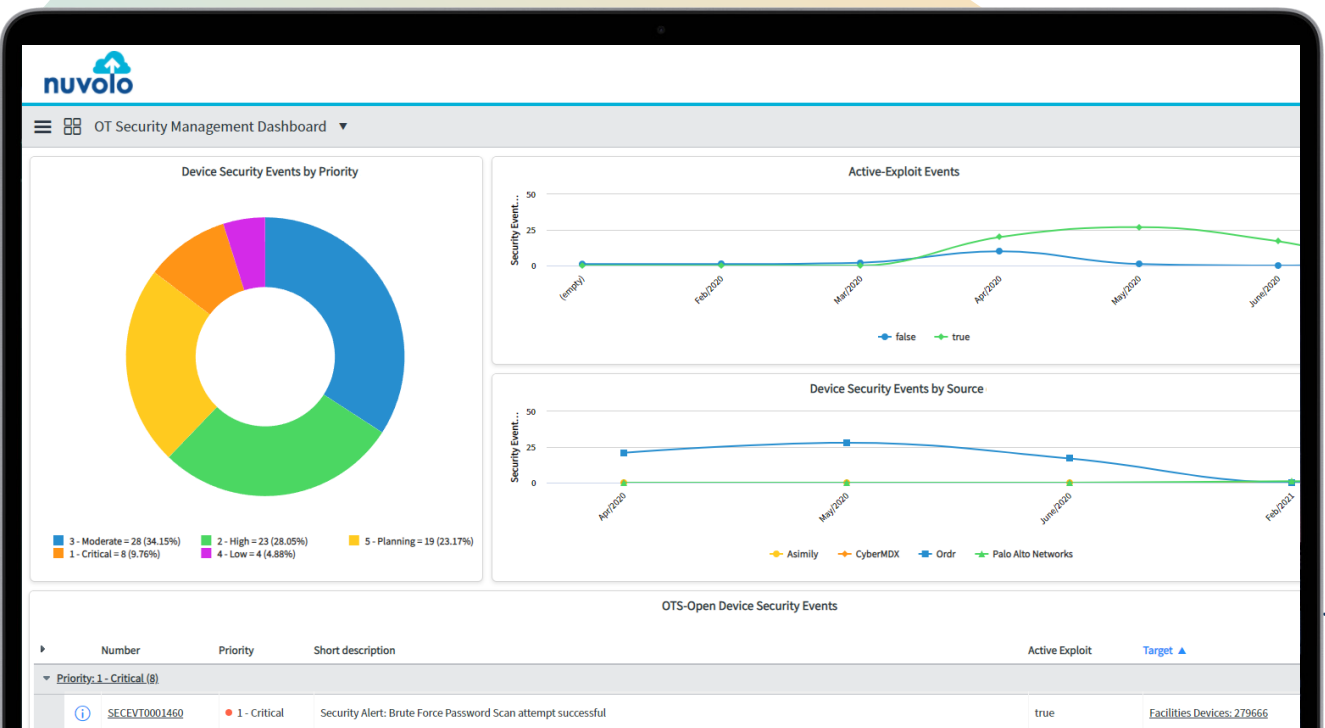 nuvolo
OT Security Management Dashboard
Device Security Events by Priority
3 - Moderate = 28 (34.15%)
2 - High = 23 (28.05%)
5 - Planning = 19 (23.17%)
1 - Critical = 8 (9.76%)
4 - Low = 4 (4.88%)
Active-Exploit Events
Security Event...
50
25
0
(empty)
Feb/2020
Mar/2020
Apr/2020
May/2020
June/2020
false
true
Device Security Events by Source
Security Event...
50
25
0
Apr/2020
May/2020
June/2020
Feb/2021
Asimily
CyberMDX
Ordr
Palo Alto Networks
OTS-Open Device Security Events
Number Priority Short description Active Exploit Target
Priority: 1 - Critical (8)
SECEVT0001460 1 - Critical Security Alert: Brute Force Password Scan attempt successful true Facilities Devices: 279666